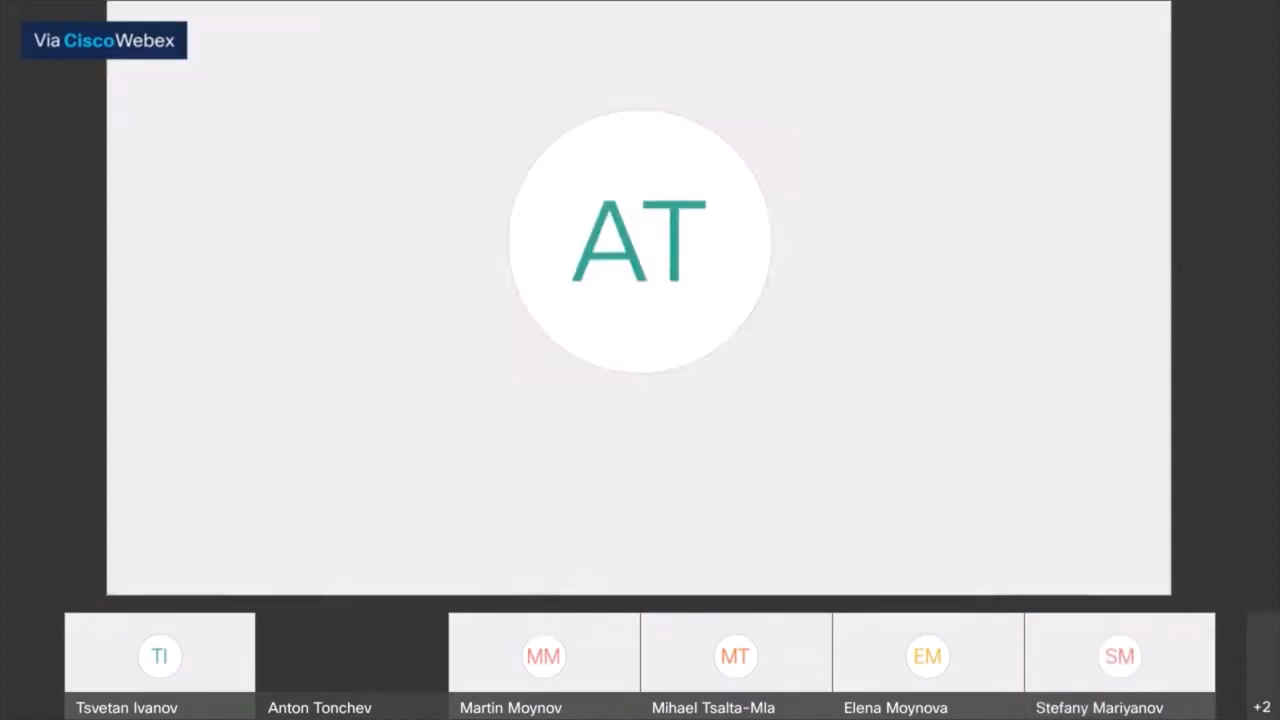 Via CiscoWebex
AT
TI
MM
MT
EM
SM
Tsvetan Ivanov
Anton Tonchev
Martin Moynov
Mihael Tsalta-Mla
Elena Moynova
Stefany Mariyanov
+2